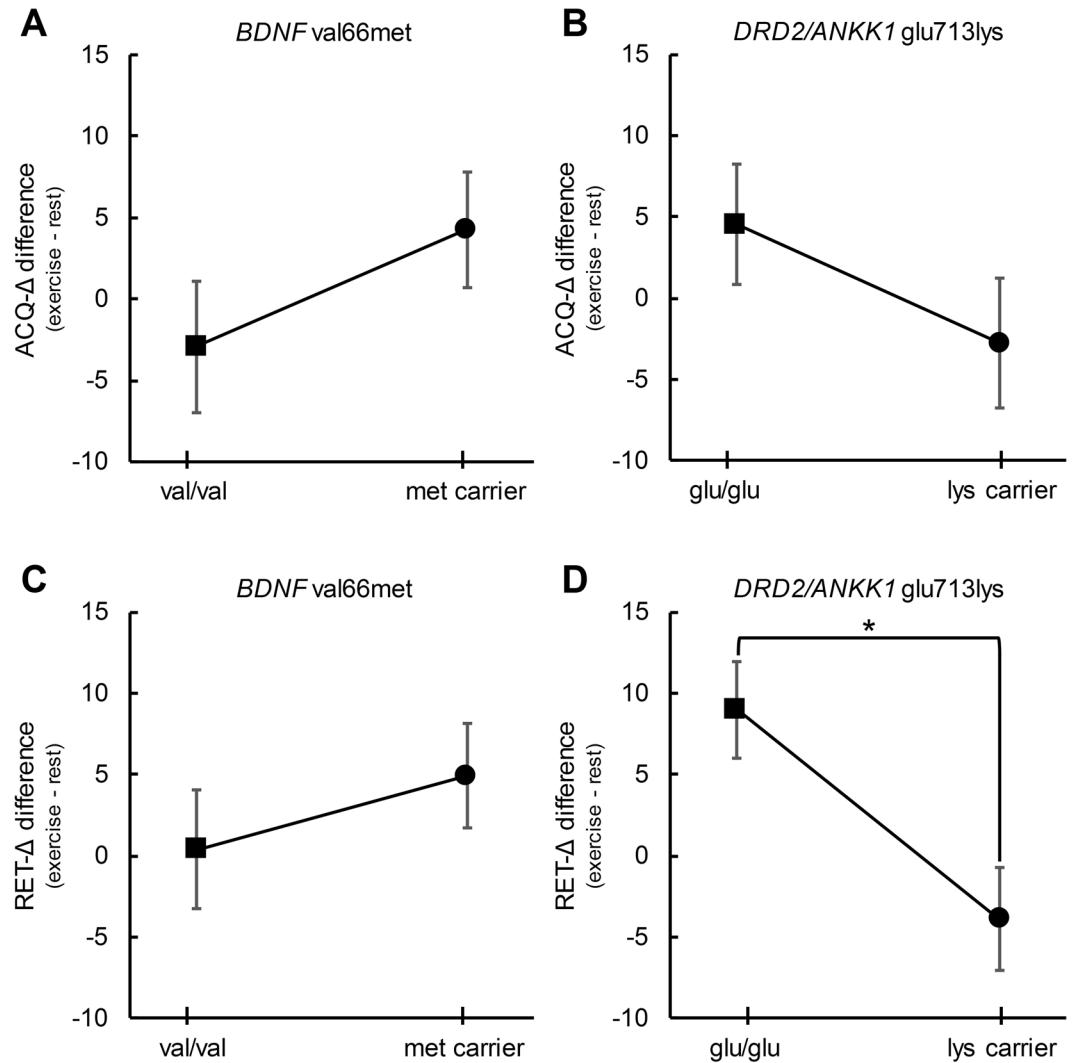 A
BDNF val66met
15
10
5
0
-5
-10
ACQ-Δ difference
(exercise - rest)
val/val
met carrier
B
DRD2/ANKK1 glu713lys
15
10
5
0
-5
-10
ACQ-Δ difference
(exercise - rest)
glu/glu
lys carrier
C
BDNF val66met
15
10
5
0
-5
-10
RET-Δ difference
(exercise - rest)
val/val
met carrier
D
DRD2/ANKK1 glu713lys
*
15
10
5
0
-5
-10
RET-Δ difference
(exercise - rest)
glu/glu
lys carrier